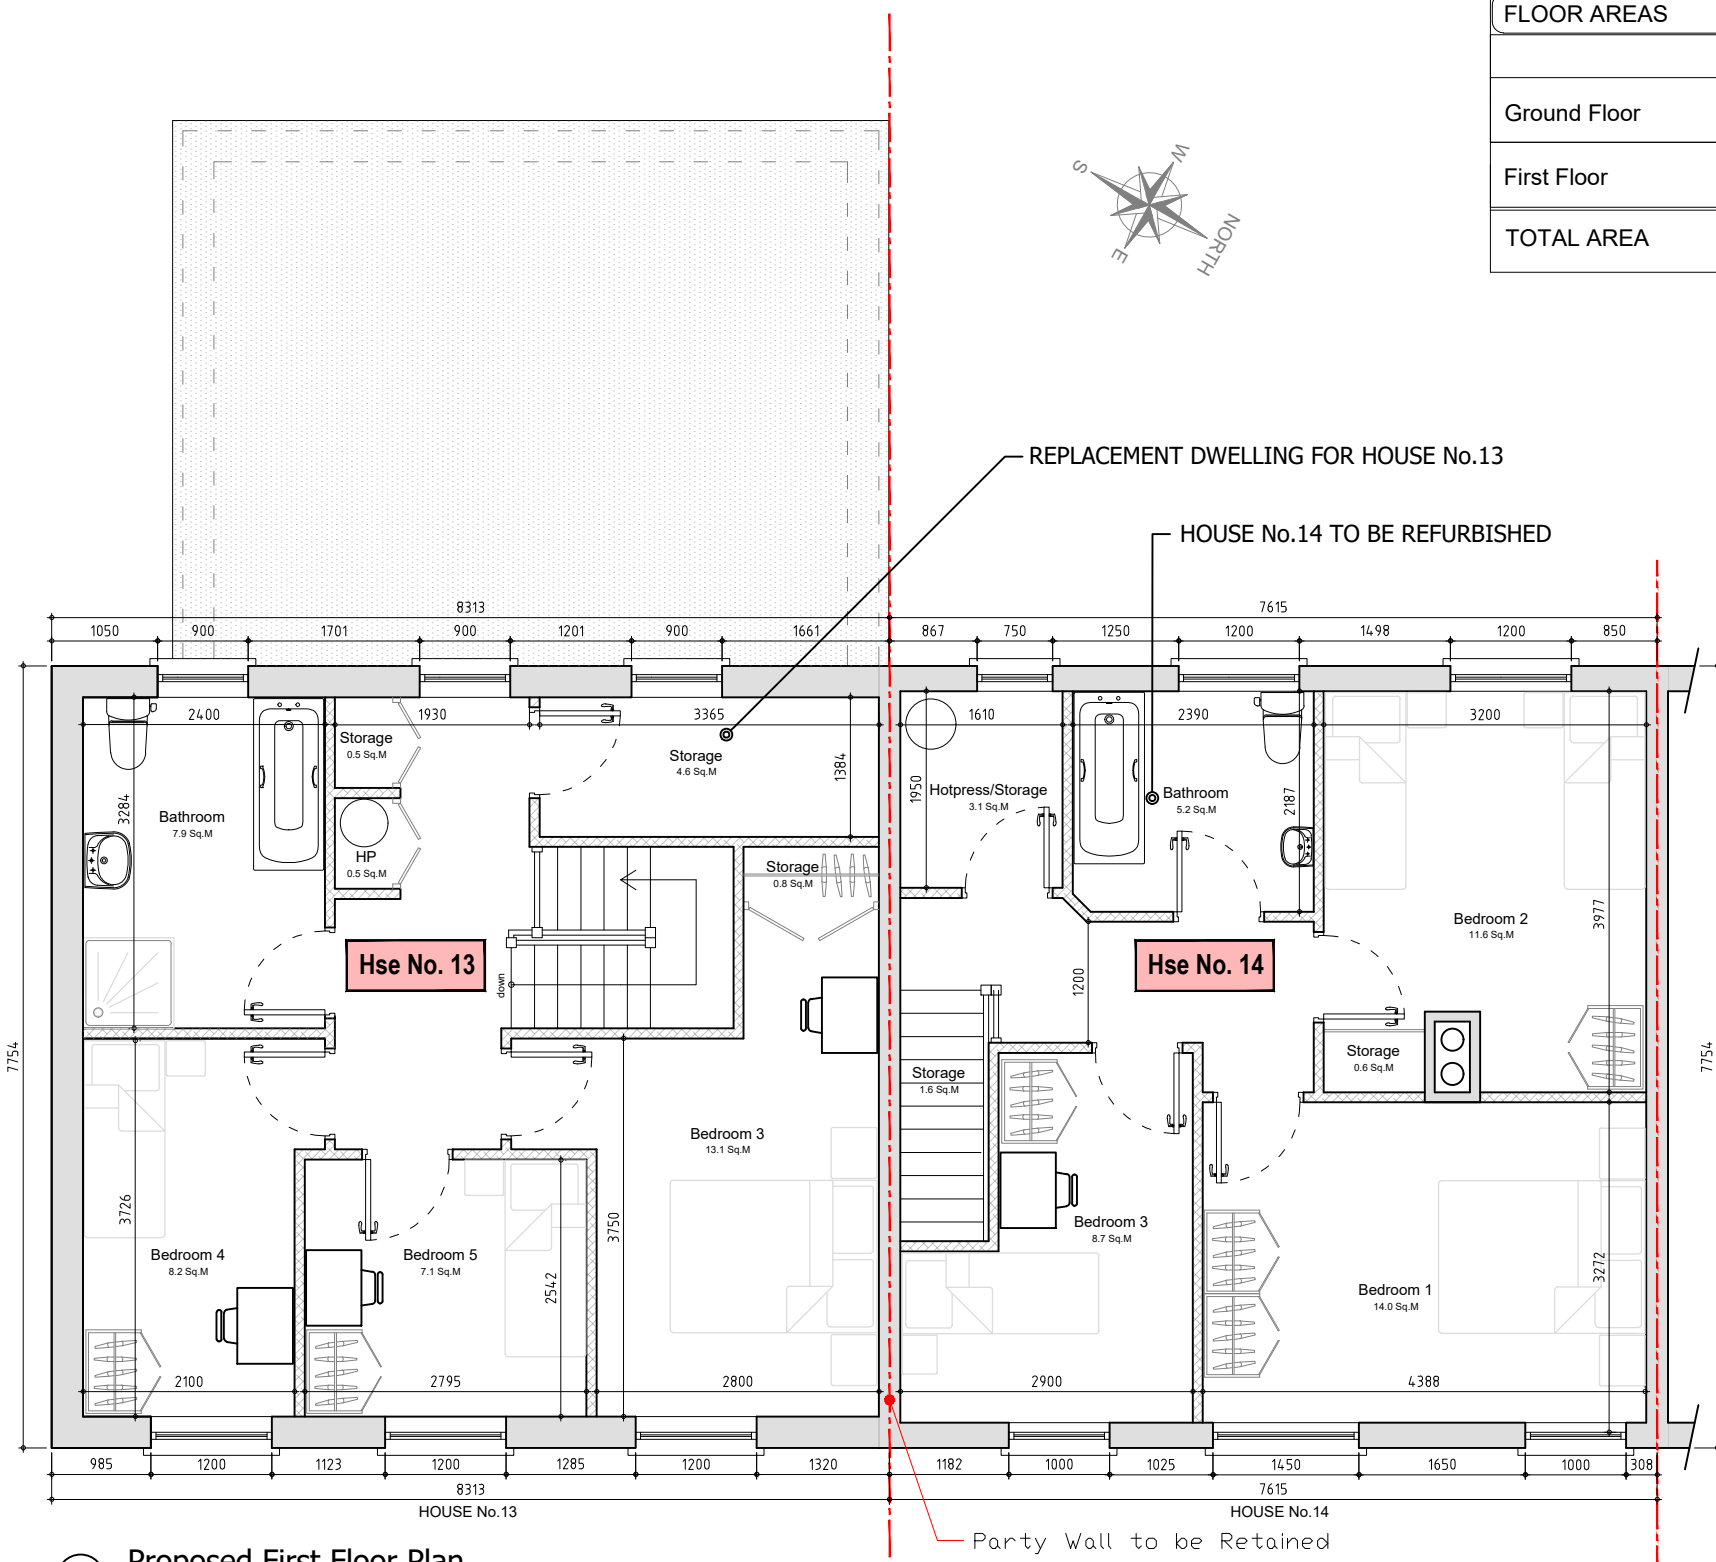 FLOOR AREAS
Ground Floor
First Floor
TOTAL AREA
W
S
NORTH
E
REPLACEMENT DWELLING FOR HOUSE No.13
HOUSE No.14 TO BE REFURBISHED
8313
7615
1050 900 1701 900 1201 900 1661
867 750 1250 1200 1498 1200 850
2400
1930
3365
1610
2390
3200
Storage
0.5 Sq.M
Storage
4.6 Sq.M
1384
1950
Hotpress/Storage
3.1 Sq.M
Bathroom
5.2 Sq.M
2187
3284
Bathroom
7.9 Sq.M
HP
0.5 Sq.M
Storage
0.8 Sq.M
Bedroom 2
11.6 Sq.M
3977
Hse No. 13
Hse No. 14
down
1200
7754
7754
Storage
0.6 Sq.M
Storage
1.6 Sq.M
Bedroom 3
13.1 Sq.M
3726
3750
Bedroom 3
8.7 Sq.M
Bedroom 4
8.2 Sq.M
Bedroom 5
7.1 Sq.M
2542
3272
Bedroom 1
14.0 Sq.M
2100
2795
2800
2900
4388
985 1200 1123 1200 1285 1200 1320
1182 1000 1025 1450 1650 1000 308
8313
7615
HOUSE No.13
HOUSE No.14
Party Wall to be Retained
Proposed First Floor Plan